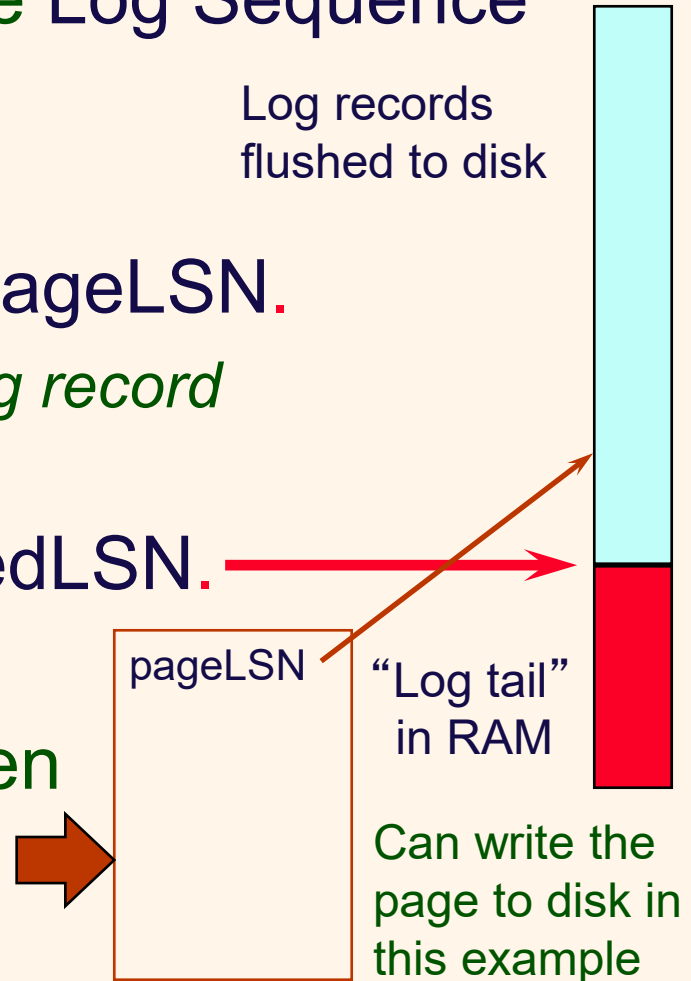 e Log Sequence
Log records
flushed to disk
ageLSN.
g record
edLSN.
pageLSN
“Log tail”
in RAM
en
Can write the
page to disk in
this example